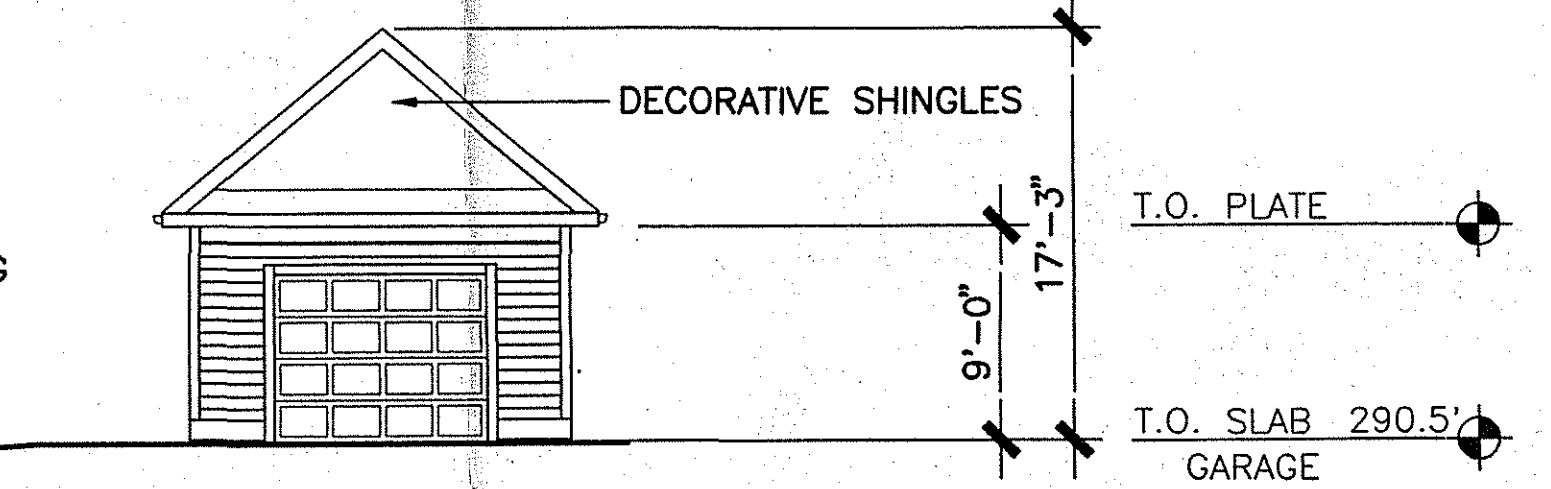 DECORATIVE SHINGLES
17'-3"
T.O. PLATE
9'-0"
T.O. SLAB 290.5'
GARAGE